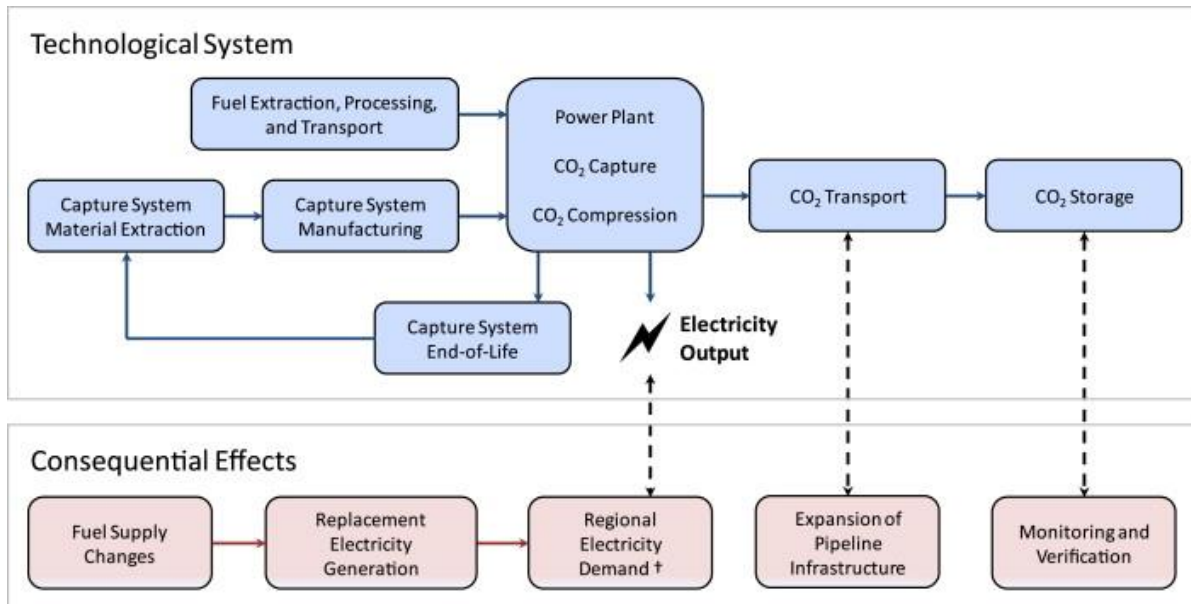 Technological System
Fuel Extraction, Processing,
and Transport
Power Plant
CO₂ Capture
CO₂ Compression
Capture System
Material Extraction
Capture System
Manufacturing
CO₂ Transport
CO₂ Storage
Capture System
End-of-Life
Electricity
Output
Consequential Effects
Fuel Supply
Changes
Replacement
Electricity
Generation
Regional
Electricity
Demand †
Expansion of
Pipeline
Infrastructure
Monitoring and
Verification